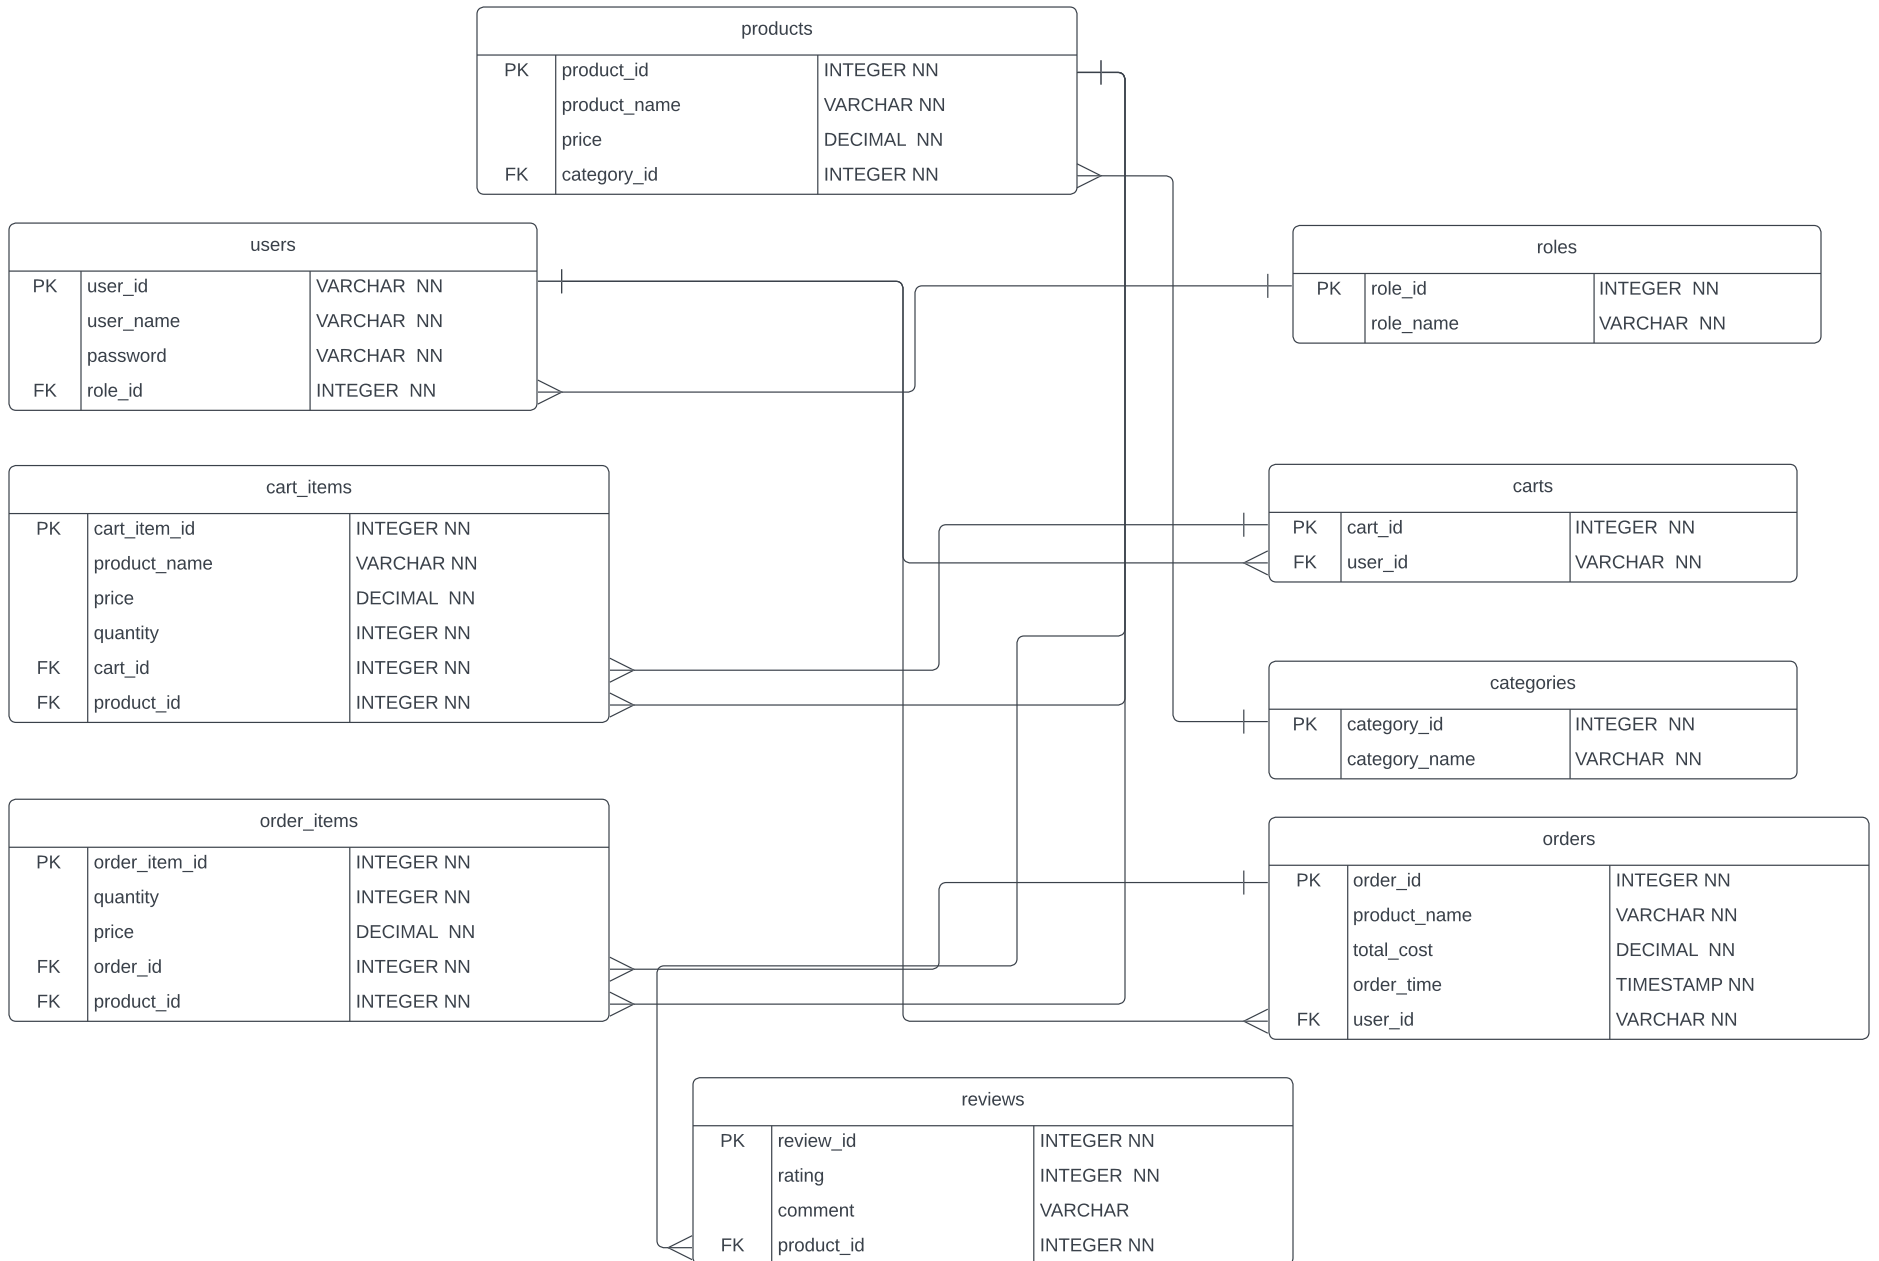 products
PK product_id INTEGER NN
product_name VARCHAR NN
price DECIMAL NN
FK category_id INTEGER NN
users
PK user_id VARCHAR NN
user_name VARCHAR NN
password VARCHAR NN
FK role_id INTEGER NN
roles
PK role_id INTEGER NN
role_name VARCHAR NN
cart_items
PK cart_item_id INTEGER NN
product_name VARCHAR NN
price DECIMAL NN
quantity INTEGER NN
FK cart_id INTEGER NN
FK product_id INTEGER NN
carts
PK cart_id INTEGER NN
FK user_id VARCHAR NN
categories
PK category_id INTEGER NN
category_name VARCHAR NN
order_items
PK order_item_id INTEGER NN
quantity INTEGER NN
price DECIMAL NN
FK order_id INTEGER NN
FK product_id INTEGER NN
orders
PK order_id INTEGER NN
product_name VARCHAR NN
total_cost DECIMAL NN
order_time TIMESTAMP NN
FK user_id VARCHAR NN
reviews
PK review_id INTEGER NN
rating INTEGER NN
comment VARCHAR
FK product_id INTEGER NN